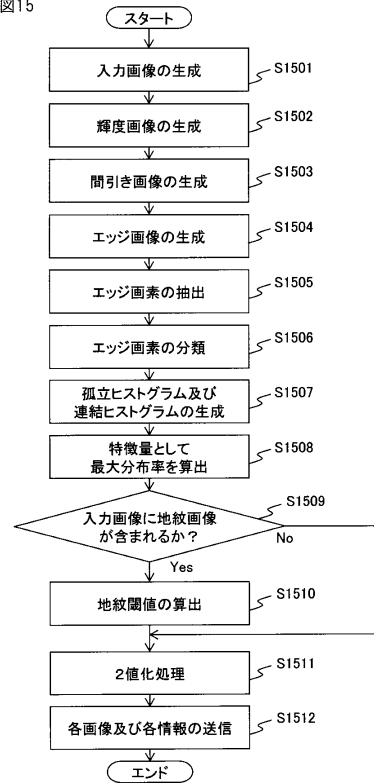 図15
スタート
入力画像の生成
S1501
輝度画像の生成
S1502
間引き画像の生成
S1503
エッジ画像の生成
S1504
エッジ画素の抽出
S1505
エッジ画素の分類
S1506
孤立ヒストグラム及び
連結ヒストグラムの生成
S1507
特徴量として
最大分布率を算出
S1508
入力画像に地紋画像
が含まれるか?
S1509
No
Yes
地紋閾値の算出
S1510
2値化処理
S1511
各画像及び各情報の送信
S1512
エンド